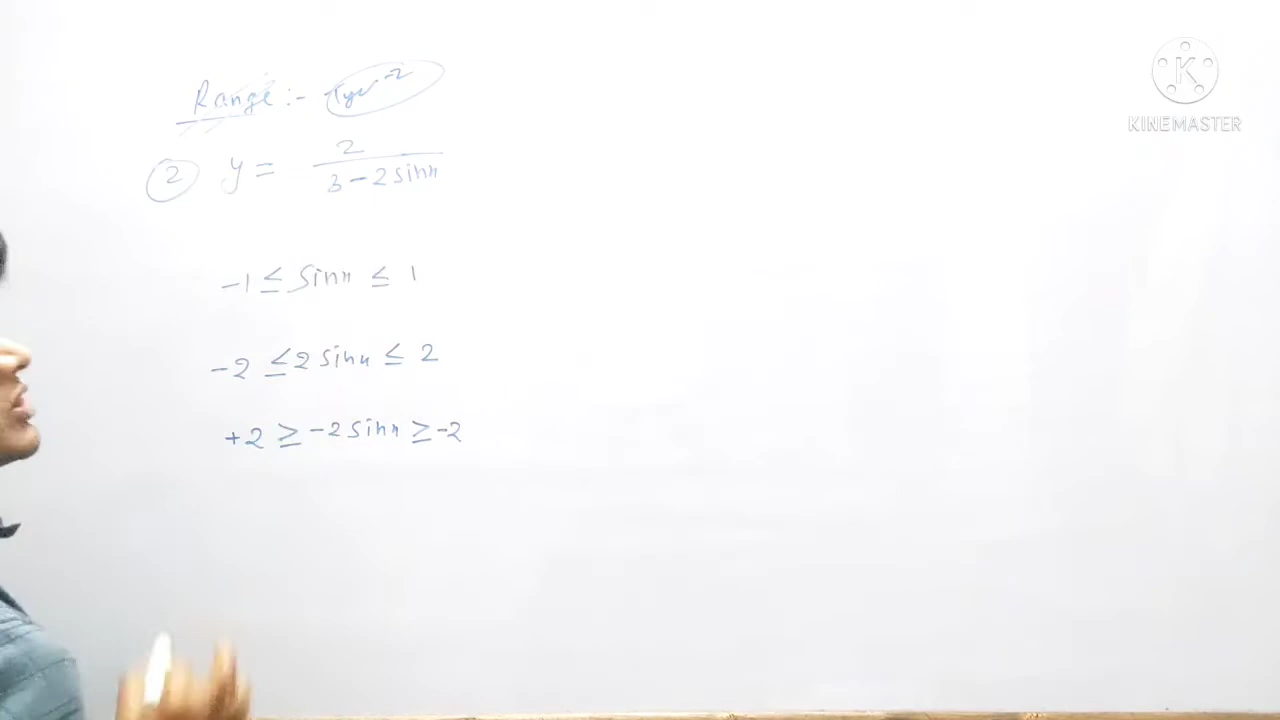 Range :- Type-2
2 y = 2 / 3 - 2 sinx
-1 ≤ sinx ≤ 1
-2 ≤ 2 sinx ≤ 2
+2 ≥ -2 sinx ≥ -2
K
KINEMASTER